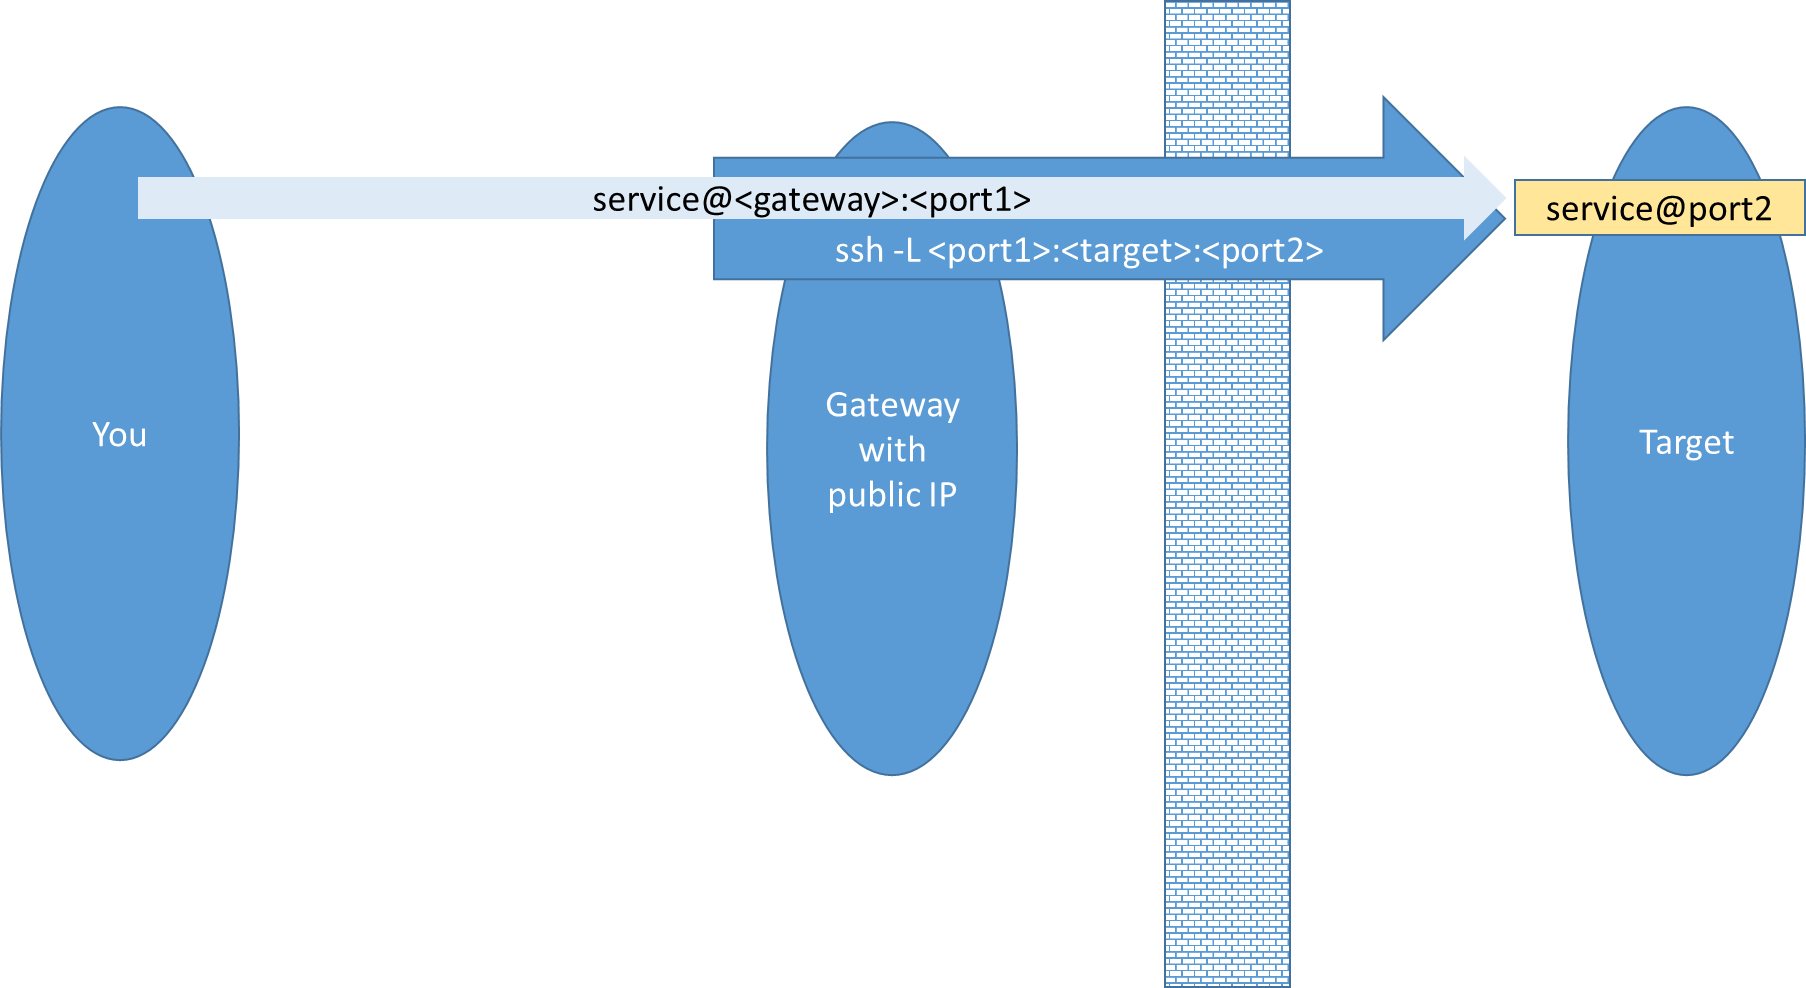 service@<gateway>:<port1>
service@port2
ssh -L <port1>:<target>:<port2>
You
Gateway
with
public IP
Target